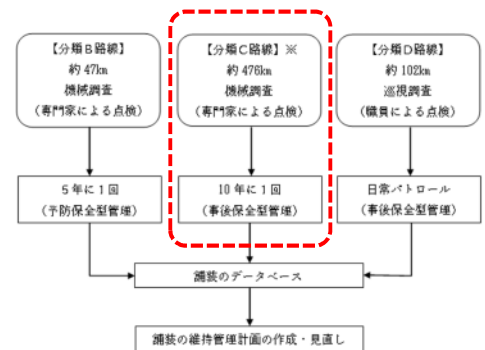 【分類B路線】
約47km
機械調査
(専門家による点検)
【分類C路線】※
約476km
機械調査
(専門家による点検)
【分類D路線】
約102km
巡視調査
(職員による点検)
5年に1回
(予防保全型管理)
10年に1回
(事後保全型管理)
日常パトロール
(事後保全型管理)
舗装のデータベース
舗装の維持管理計画の作成・見直し